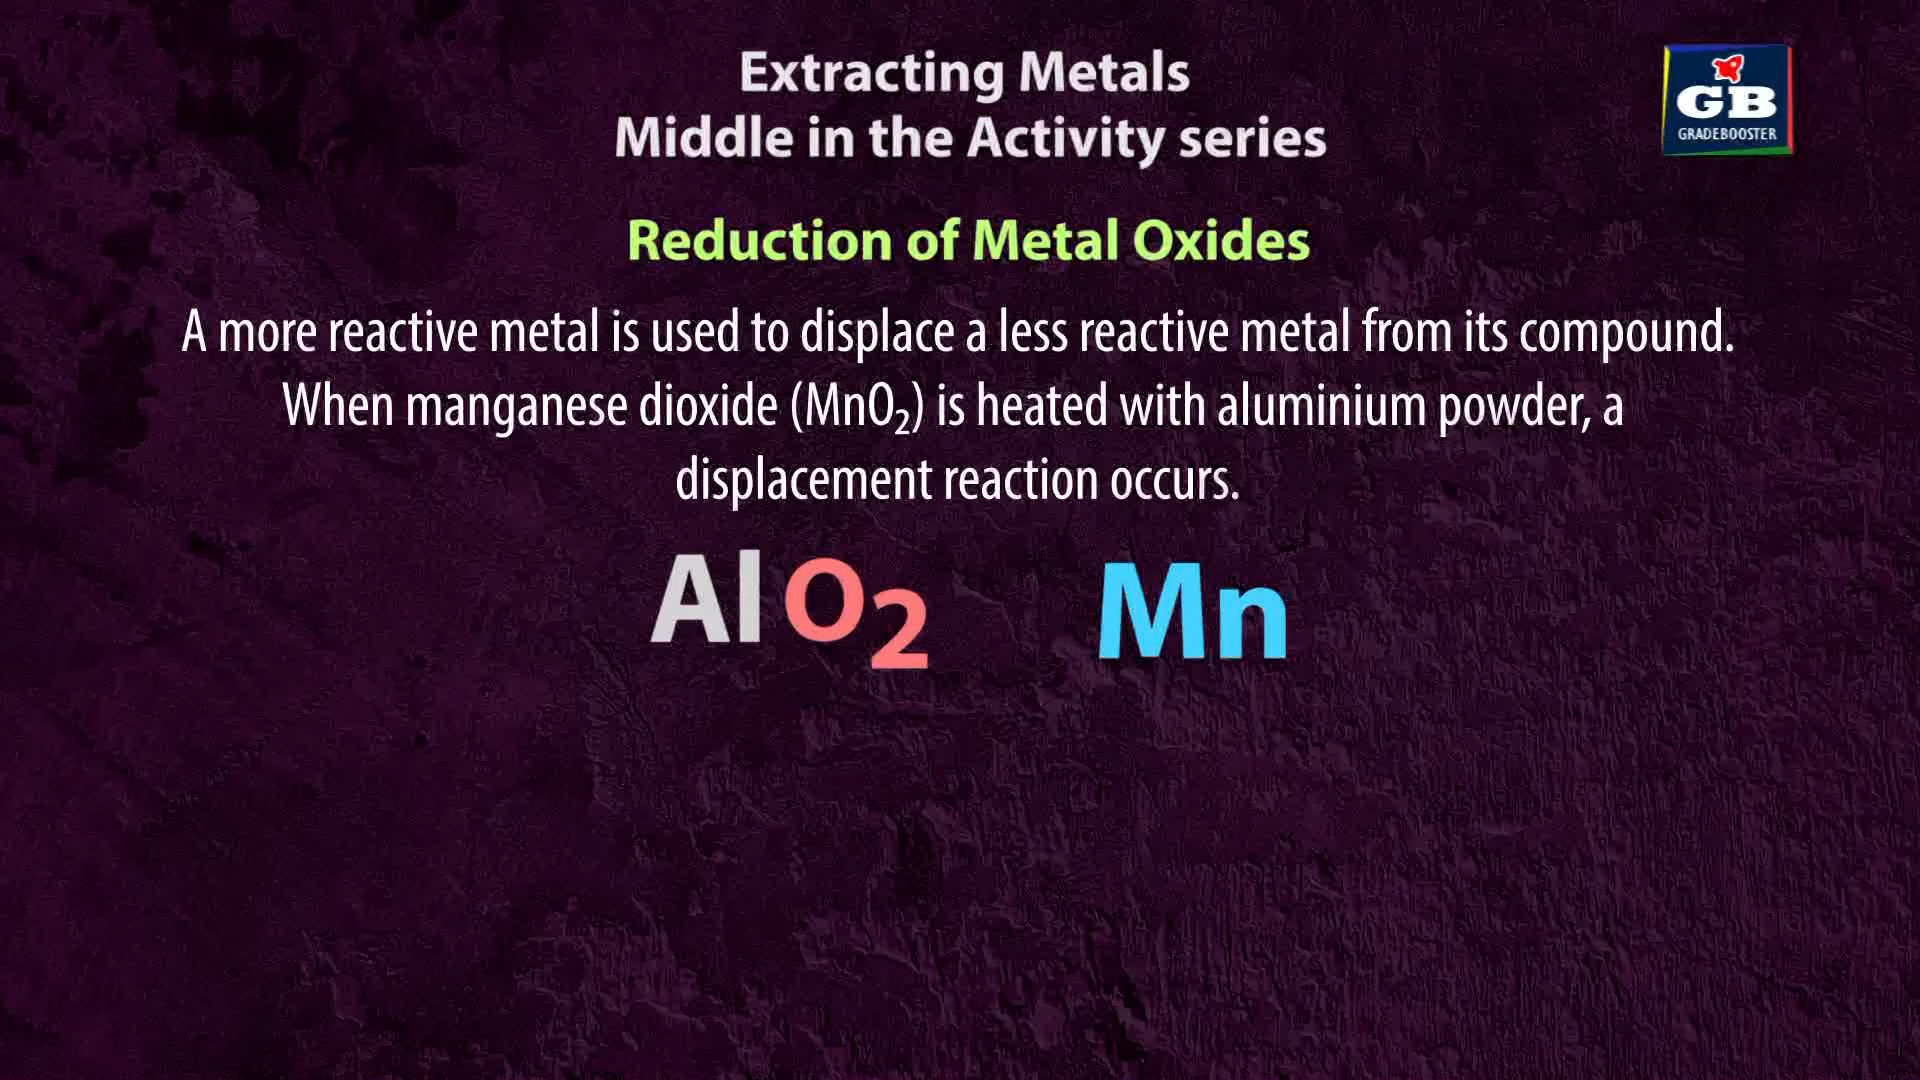 Extracting Metals
Middle in the Activity series
GB
GRADEBOOSTER
Reduction of Metal Oxides
A more reactive metal is used to displace a less reactive metal from its compound.
When manganese dioxide (MnO₂) is heated with aluminium powder, a
displacement reaction occurs.
Al O₂ Mn